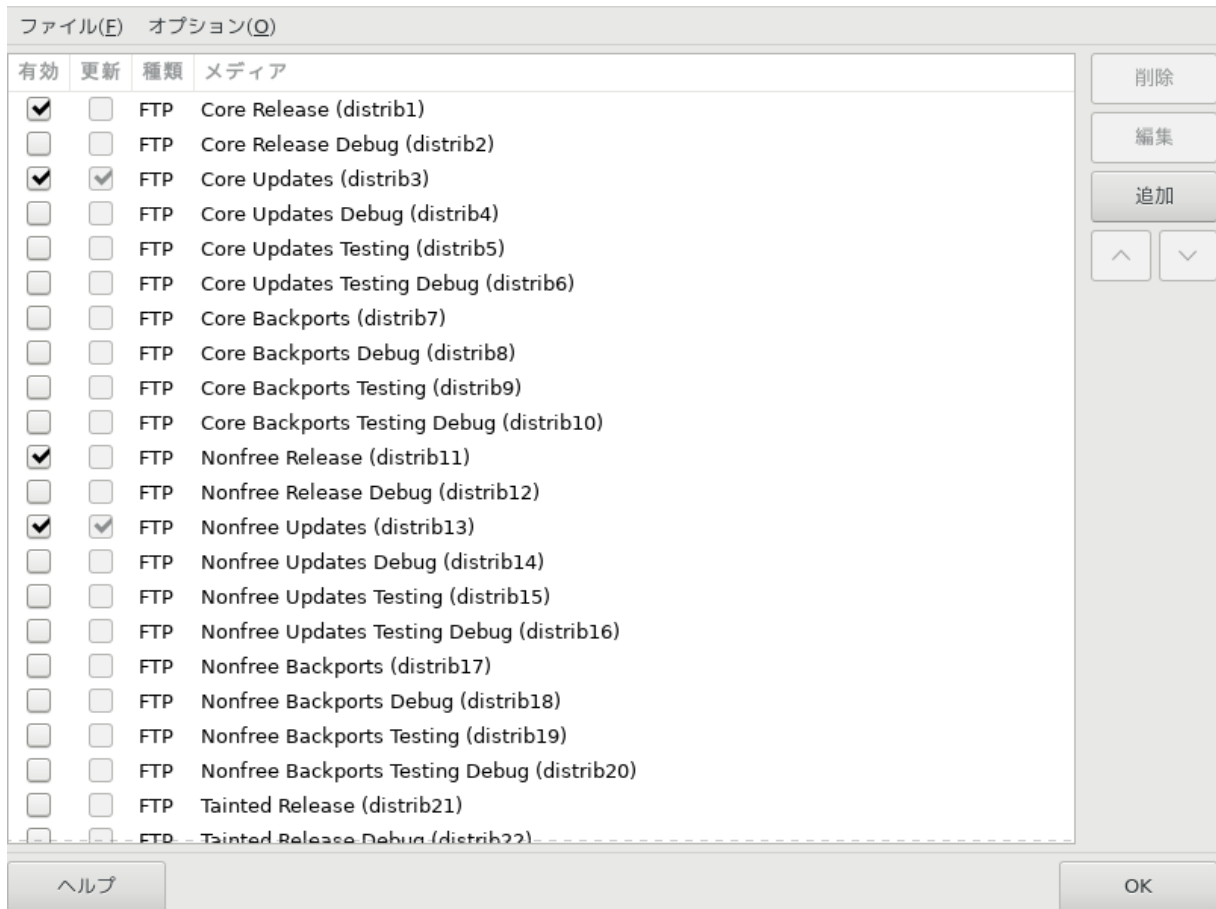 ファイル(F) オプション(O)
有効 更新 種類 メディア
削除
FTP Core Release (distrib1)
FTP Core Release Debug (distrib2)
編集
FTP Core Updates (distrib3)
追加
FTP Core Updates Debug (distrib4)
FTP Core Updates Testing (distrib5)
FTP Core Updates Testing Debug (distrib6)
FTP Core Backports (distrib7)
FTP Core Backports Debug (distrib8)
FTP Core Backports Testing (distrib9)
FTP Core Backports Testing Debug (distrib10)
FTP Nonfree Release (distrib11)
FTP Nonfree Release Debug (distrib12)
FTP Nonfree Updates (distrib13)
FTP Nonfree Updates Debug (distrib14)
FTP Nonfree Updates Testing (distrib15)
FTP Nonfree Updates Testing Debug (distrib16)
FTP Nonfree Backports (distrib17)
FTP Nonfree Backports Debug (distrib18)
FTP Nonfree Backports Testing (distrib19)
FTP Nonfree Backports Testing Debug (distrib20)
FTP Tainted Release (distrib21)
FTP Tainted Release Debug (distrib22)
ヘルプ OK